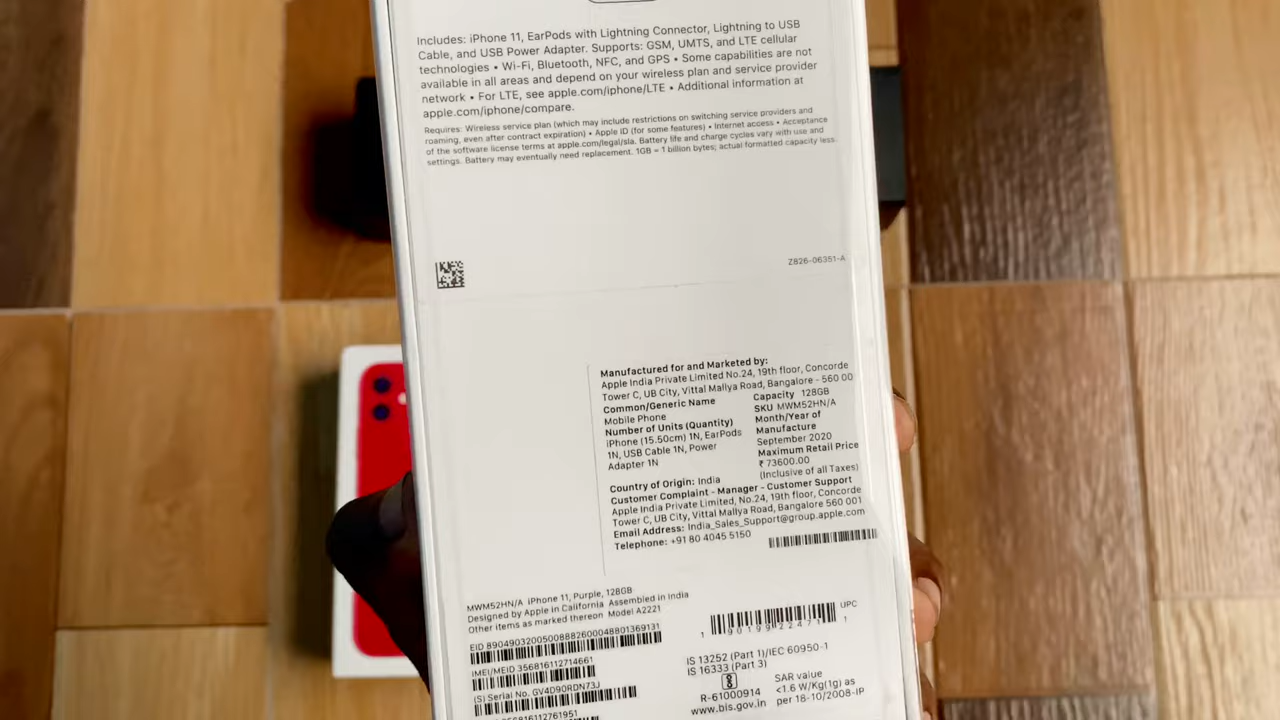 Includes: iPhone 11, EarPods with Lightning Connector, Lightning to USB
Cable, and USB Power Adapter. Supports: GSM, UMTS, and LTE cellular
technologies • Wi-Fi, Bluetooth, NFC, and GPS • Some capabilities are not
available in all areas and depend on your wireless plan and service provider
network • For LTE, see apple.com/iphone/LTE • Additional information at
apple.com/iphone/compare.
Requires: Wireless service plan (which may include restrictions on switching service providers and
roaming, even after contract expiration) • Apple ID (for some features) • Internet access • Acceptance
of the software license terms at apple.com/legal/sla. Battery life and charge cycles vary with use and
settings. Battery may eventually need replacement. 1GB = 1 billion bytes; actual formatted capacity less.
Z826-06351-A
Manufactured for and Marketed by:
Apple India Private Limited No.24, 19th floor, Concorde
Tower C, UB City, Vittal Mallya Road, Bangalore - 560 00
Common/Generic Name
Mobile Phone
Number of Units (Quantity)
iPhone (15.50cm) 1N, EarPods
1N, USB Cable 1N, Power
Adapter 1N
Capacity 128GB
SKU MWM52HN/A
Month/Year of
Manufacture
September 2020
Maximum Retail Price
₹ 73600.00
(Inclusive of all Taxes)
Country of Origin: India
Customer Complaint - Manager - Customer Support
Apple India Private Limited, No.24, 19th floor, Concorde
Tower C, UB City, Vittal Mallya Road, Bangalore 560 001
Email Address: India_Sales_Support@group.apple.com
Telephone: +91 80 4045 5150
MWM52HN/A iPhone 11, Purple, 128GB
Designed by Apple in California Assembled in India
Other items as marked thereon Model A2221
EID 89049032005008882600048801369131
IMEI/MEID 356816112714661
(S) Serial No. GV4D90RDN73J
356816112761951
UPC
1 90199 22471 1
IS 13252 (Part 1)/IEC 60950-1
IS 16333 (Part 3)
R-61000914
www.bis.gov.in
SAR value
<1.6 W/Kg(1g) as
per 18-10/2008-IP